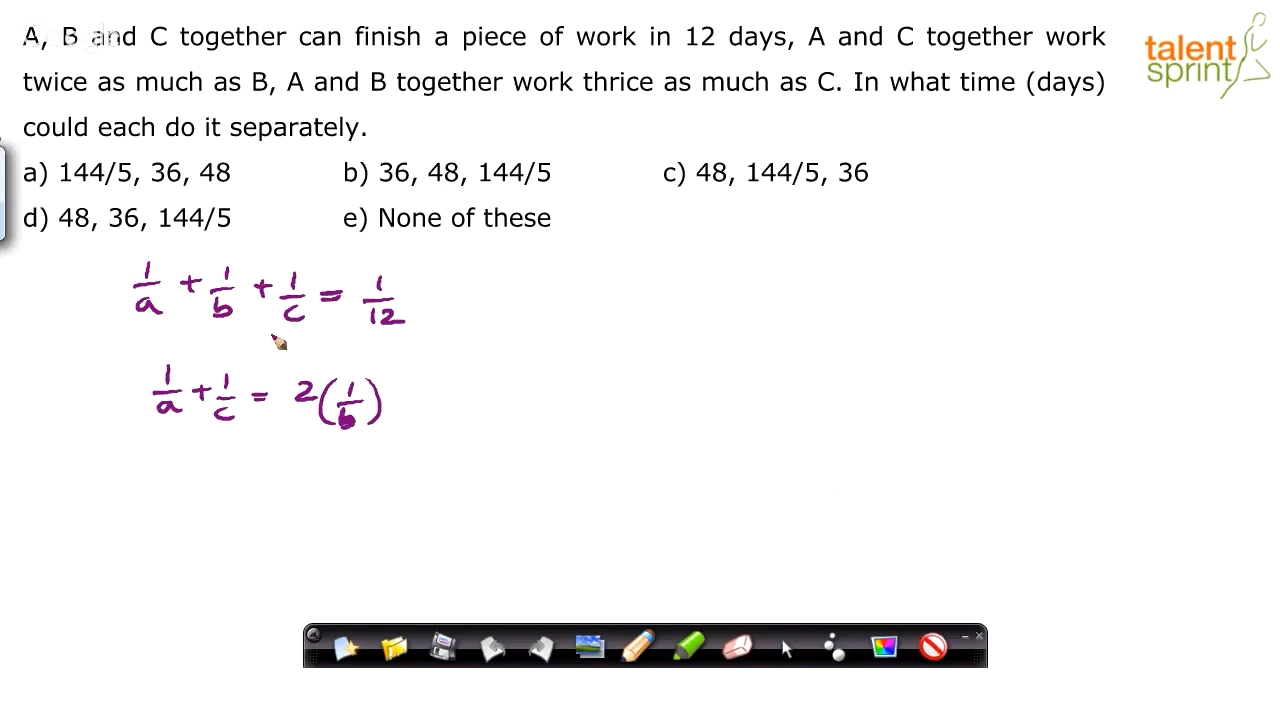 A, B and C together can finish a piece of work in 12 days, A and C together work
twice as much as B, A and B together work thrice as much as C. In what time (days)
could each do it separately.
a) 144/5, 36, 48 b) 36, 48, 144/5 c) 48, 144/5, 36
d) 48, 36, 144/5 e) None of these
talent
sprint
1/a + 1/b + 1/c = 1/12
1/a + 1/c = 2(1/b)